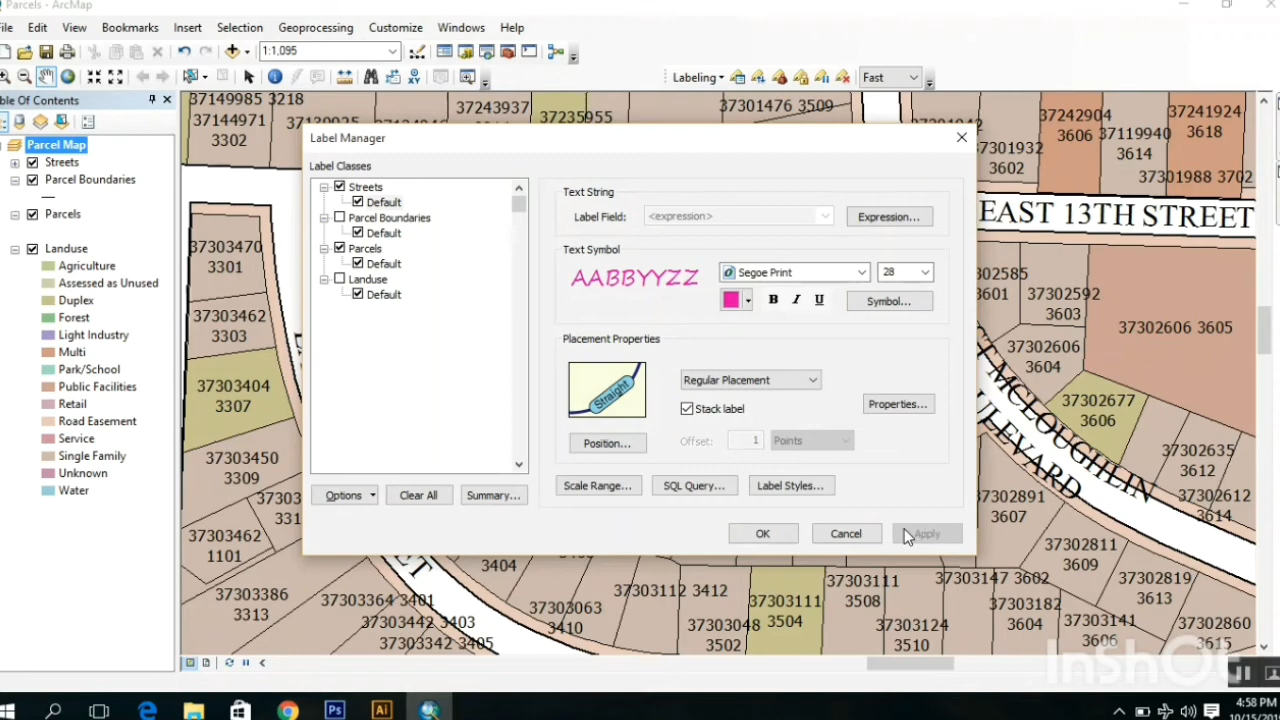 Parcels - ArcMap
File Edit View Bookmarks Insert Selection Geoprocessing Customize Windows Help
1:1,095
Labeling Fast
Table Of Contents
Parcel Map
Streets
Parcel Boundaries
Parcels
Landuse
Agriculture
Assessed as Unused
Duplex
Forest
Light Industry
Multi
Park/School
Public Facilities
Retail
Road Easement
Service
Single Family
Unknown
Water
Label Manager
Label Classes
Streets
Default
Parcel Boundaries
Default
Parcels
Default
Landuse
Default
Options
Clear All
Summary...
Text String
Label Field: <expression> Expression...
Text Symbol
AABBYYZZ
Segoe Print 28
B I U Symbol...
Placement Properties
Straight
Regular Placement
Stack label
Properties...
Position...
Offset: 1 Points
Scale Range... SQL Query... Label Styles...
OK Cancel Apply
37149985 3218
37144971
3302
37243937
37235955
37301476 3509
37242904
3606
37119940
3614
37241924
3618
3602
37301988 3702
EAST 13TH STREET
37303470
3301
37303462
3303
37303404
3307
37303450
3309
37303462
1101
37303386
3313
37303364 3401
37303442 3403
37303342 3405
3404
37303063
3410
37303112 3412
37303048
3502
37303111
3504
37303111
3508
37303124
3510
37303147 3602
37303182
3604
37303141
3606
37302592
3603
37302606
3604
37302606 3605
37302677
3606
MCLOUGHLIN
37302635
3612
37302612
3614
3607
37302811
3609
37302819
3613
37302860
3615
InShOt
4:58 PM